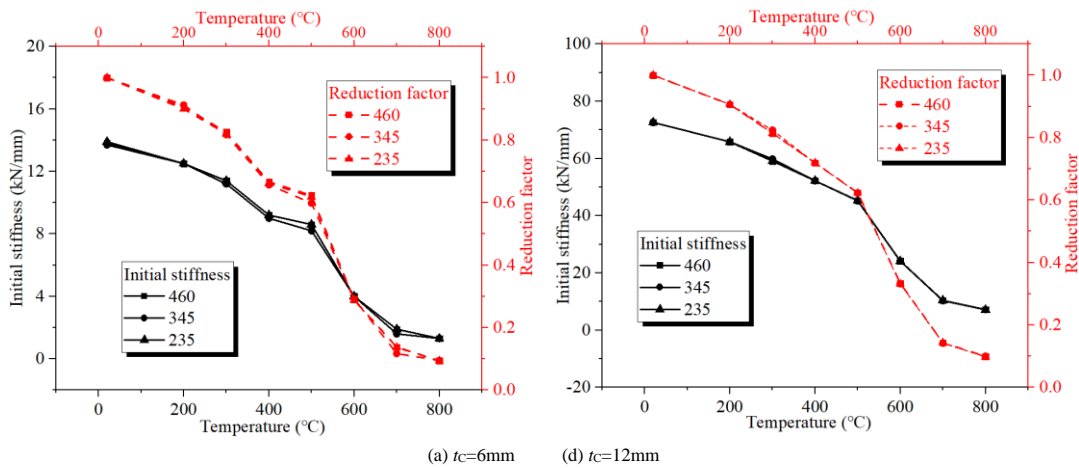 Temperature (°C)
0 200 400 600 800
20
16
12
8
4
0
Initial stiffness (kN/mm)
Reduction factor
460
345
235
Initial stiffness
460
345
235
1.0
0.8
0.6
0.4
0.2
0.0
Reduction factor
0 200 400 600 800
Temperature (°C)
Temperature (°C)
0 200 400 600 800
100
80
60
40
20
0
-20
Initial stiffness (kN/mm)
Reduction factor
460
345
235
Initial stiffness
460
345
235
1.0
0.8
0.6
0.4
0.2
0.0
Reduction factor
0 200 400 600 800
Temperature (°C)
(a) tC=6mm (d) tC=12mm